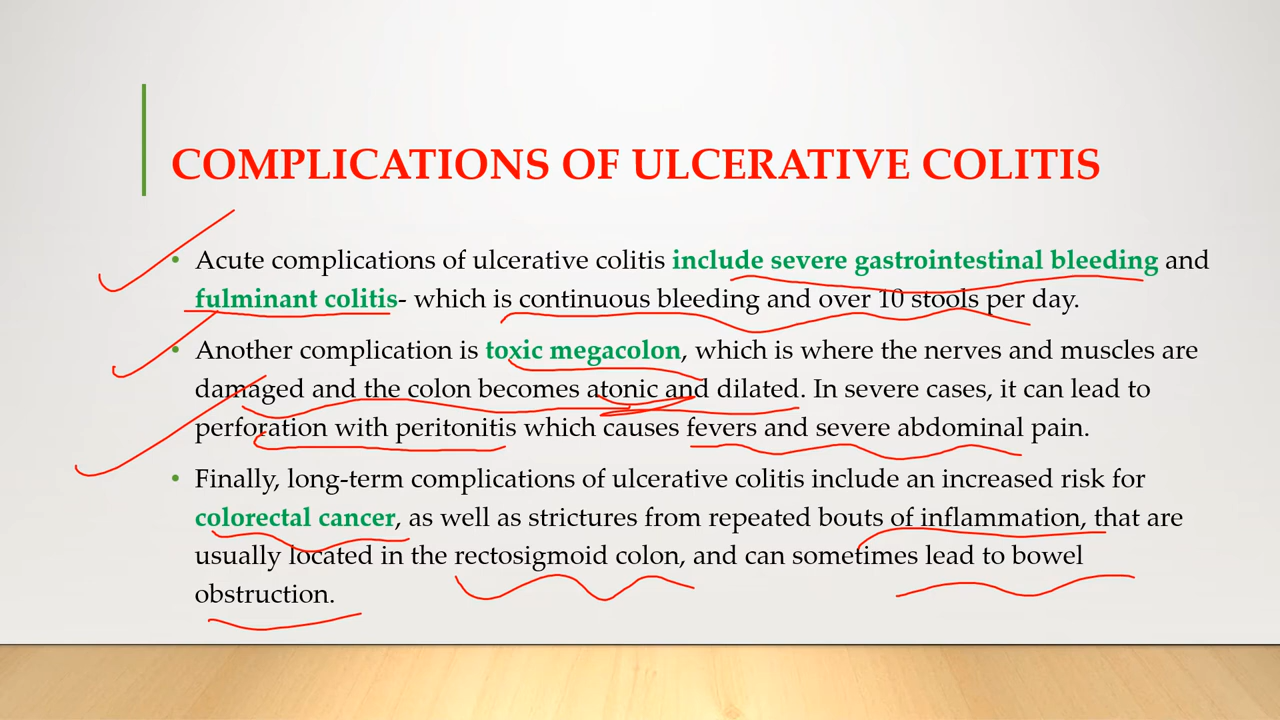 COMPLICATIONS OF ULCERATIVE COLITIS
• Acute complications of ulcerative colitis include severe gastrointestinal bleeding and
fulminant colitis- which is continuous bleeding and over 10 stools per day.
• Another complication is toxic megacolon, which is where the nerves and muscles are
damaged and the colon becomes atonic and dilated. In severe cases, it can lead to
perforation with peritonitis which causes fevers and severe abdominal pain.
• Finally, long-term complications of ulcerative colitis include an increased risk for
colorectal cancer, as well as strictures from repeated bouts of inflammation, that are
usually located in the rectosigmoid colon, and can sometimes lead to bowel
obstruction.